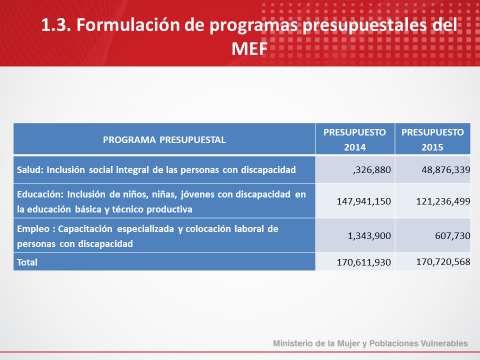 1.3. Formulación de programas presupuestales del
MEF
PROGRAMA PRESUPUESTAL
PRESUPUESTO
2014
PRESUPUESTO
2015
Salud: Inclusión social integral de las personas con discapacidad
,326,880
48,876,339
Educación: Inclusión de niños, niñas, jóvenes con discapacidad en
la educación básica y técnico productiva
147,941,150
121,236,499
Empleo : Capacitación especializada y colocación laboral de
personas con discapacidad
1,343,900
607,730
Total
170,611,930
170,720,568
Ministerio de la Mujer y Poblaciones Vulnerables